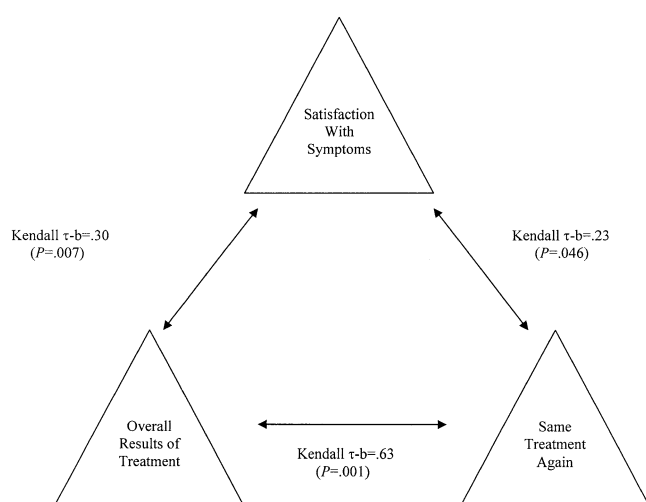 Satisfaction
With
Symptoms
Kendall τ-b=.30
(P=.007)
Kendall τ-b=.23
(P=.046)
Overall
Results of
Treatment
Kendall τ-b=.63
(P=.001)
Same
Treatment
Again